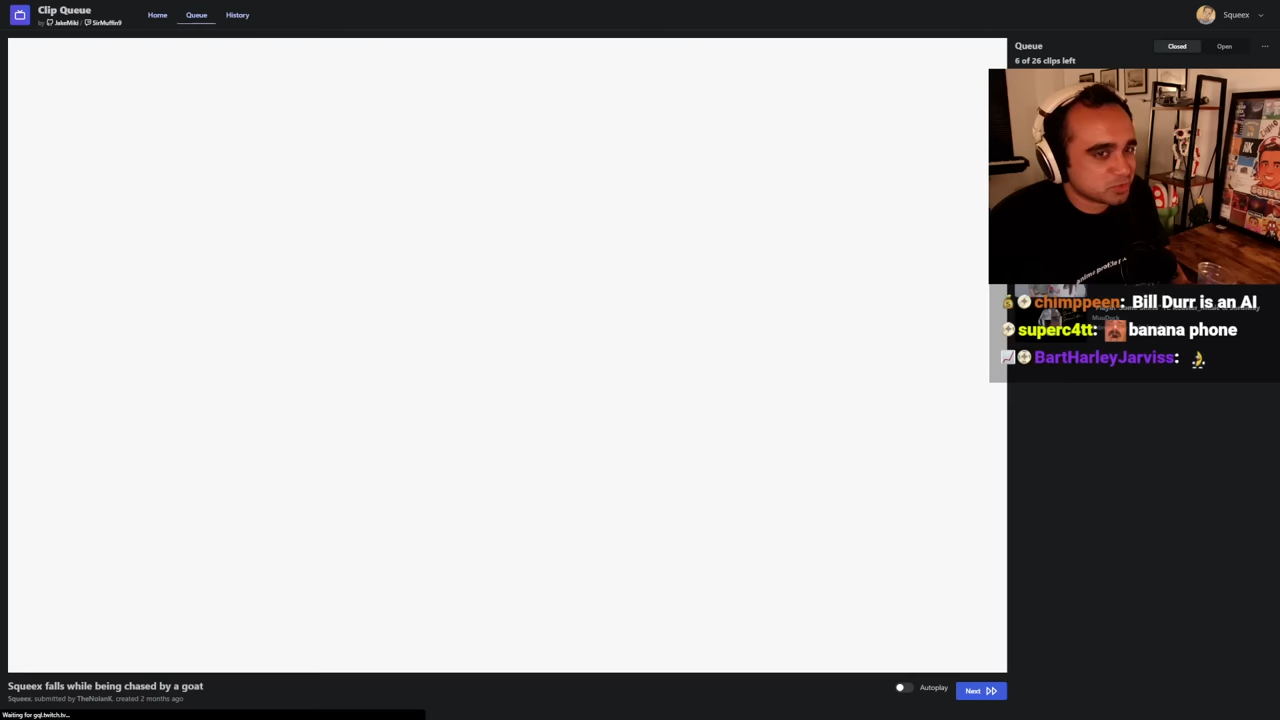 Clip Queue
by JakeMiki / SirMuffin9
Home
Queue
History
Squeex
Queue
Closed
Open
6 of 26 clips left
anime profile
chimppeen: Bill Durr is an AI
superc4tt: banana phone
BartHarleyJarviss:
Squeex falls while being chased by a goat
Squeex, submitted by TheNolanK, created 2 months ago
Autoplay
Next
Waiting for gql.twitch.tv...